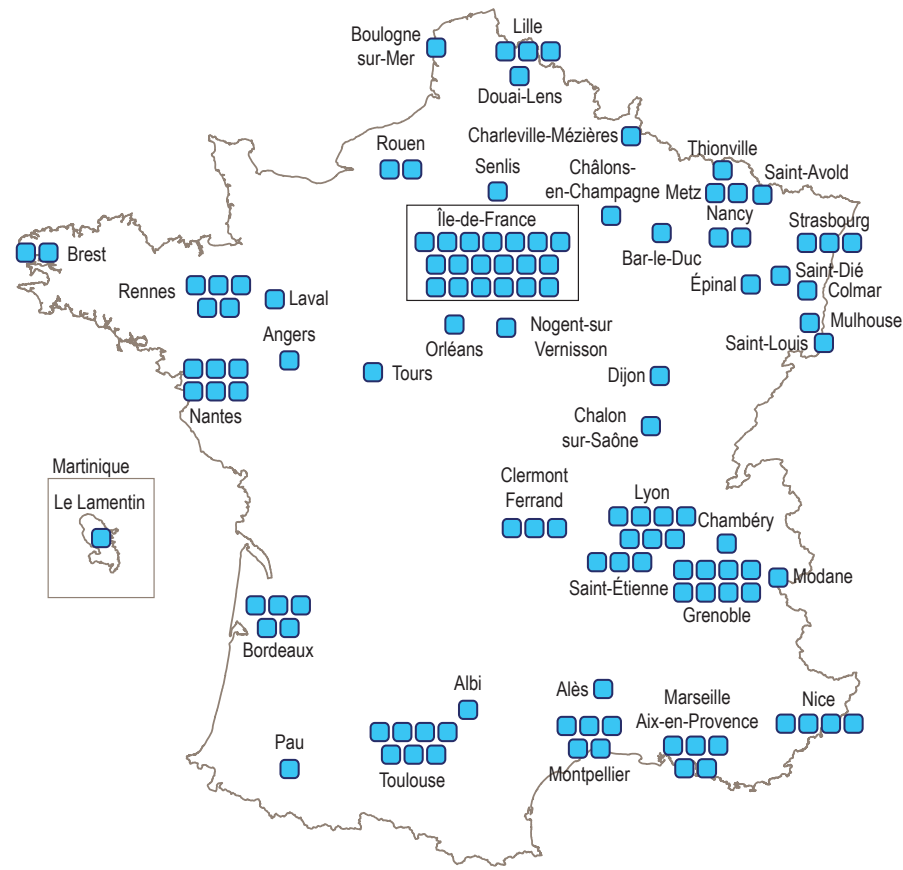 Lille
Boulogne
sur-Mer
Douai-Lens
Charleville-Mézières
Rouen
Thionville
Senlis
Châlons-
en-Champagne
Saint-Avold
Metz
Île-de-France
Nancy
Strasbourg
Brest
Bar-le-Duc
Saint-Dié
Épinal
Rennes
Laval
Colmar
Mulhouse
Angers
Nogent-sur
Vernisson
Orléans
Saint-Louis
Tours
Dijon
Nantes
Chalon
sur-Saône
Martinique
Clermont
Ferrand
Lyon
Le Lamentin
Chambéry
Modane
Saint-Étienne
Grenoble
Bordeaux
Albi
Alès
Marseille
Aix-en-Provence
Nice
Pau
Toulouse
Montpellier